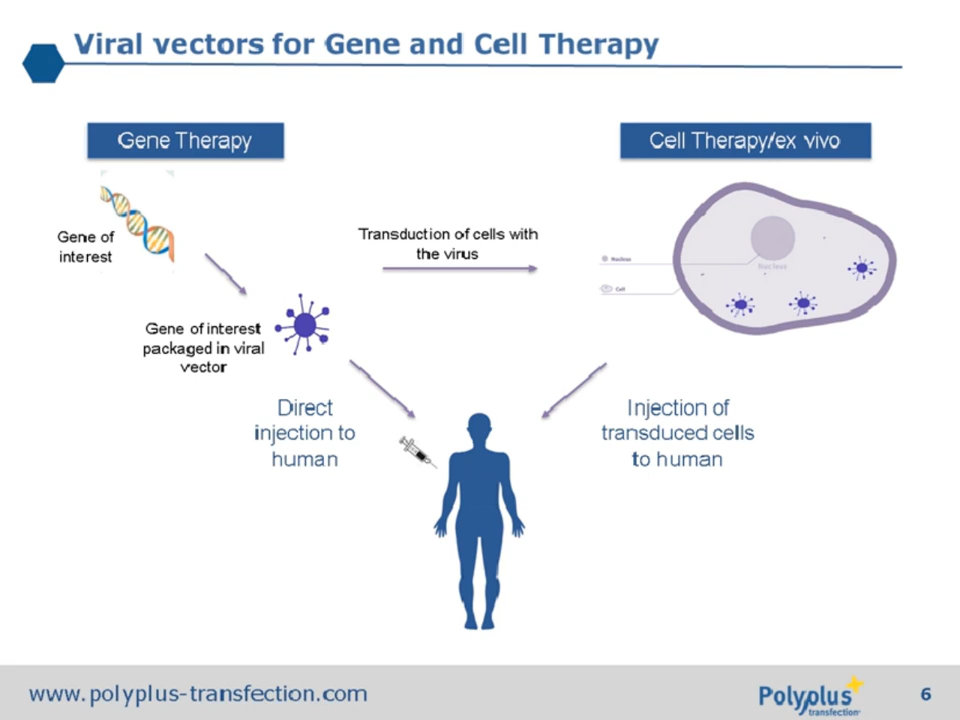 Viral vectors for Gene and Cell Therapy
Gene Therapy
Cell Therapy/ex vivo
Gene of
interest
Transduction of cells with
the virus
Nucleus
Nucleus
Cell
Gene of interest
packaged in viral
vector
Direct
injection to
human
Injection of
transduced cells
to human
www.polyplus-transfection.com
Polyplus
transfection
6